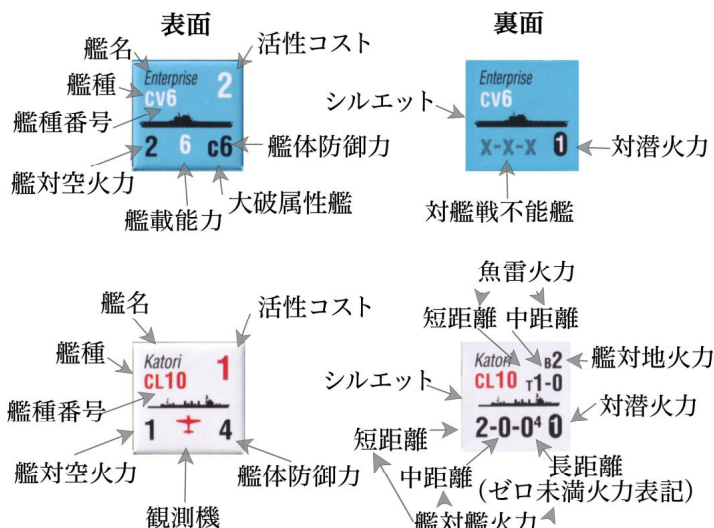 表面
裏面
艦名
活性コスト
艦種
艦種番号
Enterprise
2
CV6
2 6 c6
艦対空火力
艦載能力
大破属性艦
艦体防御力
シルエット
Enterprise
CV6
X-X-X 1
対潜火力
対艦戦不能艦
艦名
活性コスト
艦種
艦種番号
Katori
1
CL10
1 4
艦対空火力
観測機
艦体防御力
魚雷火力
短距離 中距離
シルエット
Katori B2
CL10 T1-0
2-0-0⁴ 0
艦対地火力
対潜火力
短距離
中距離
長距離
(ゼロ未満火力表記)
艦対艦火力